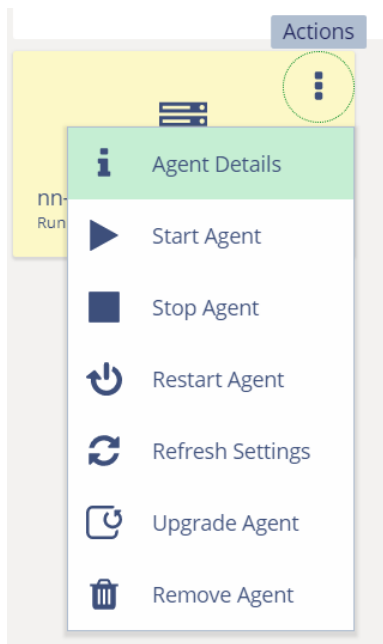 Actions
nn-
Run
Agent Details
Start Agent
Stop Agent
Restart Agent
Refresh Settings
Upgrade Agent
Remove Agent